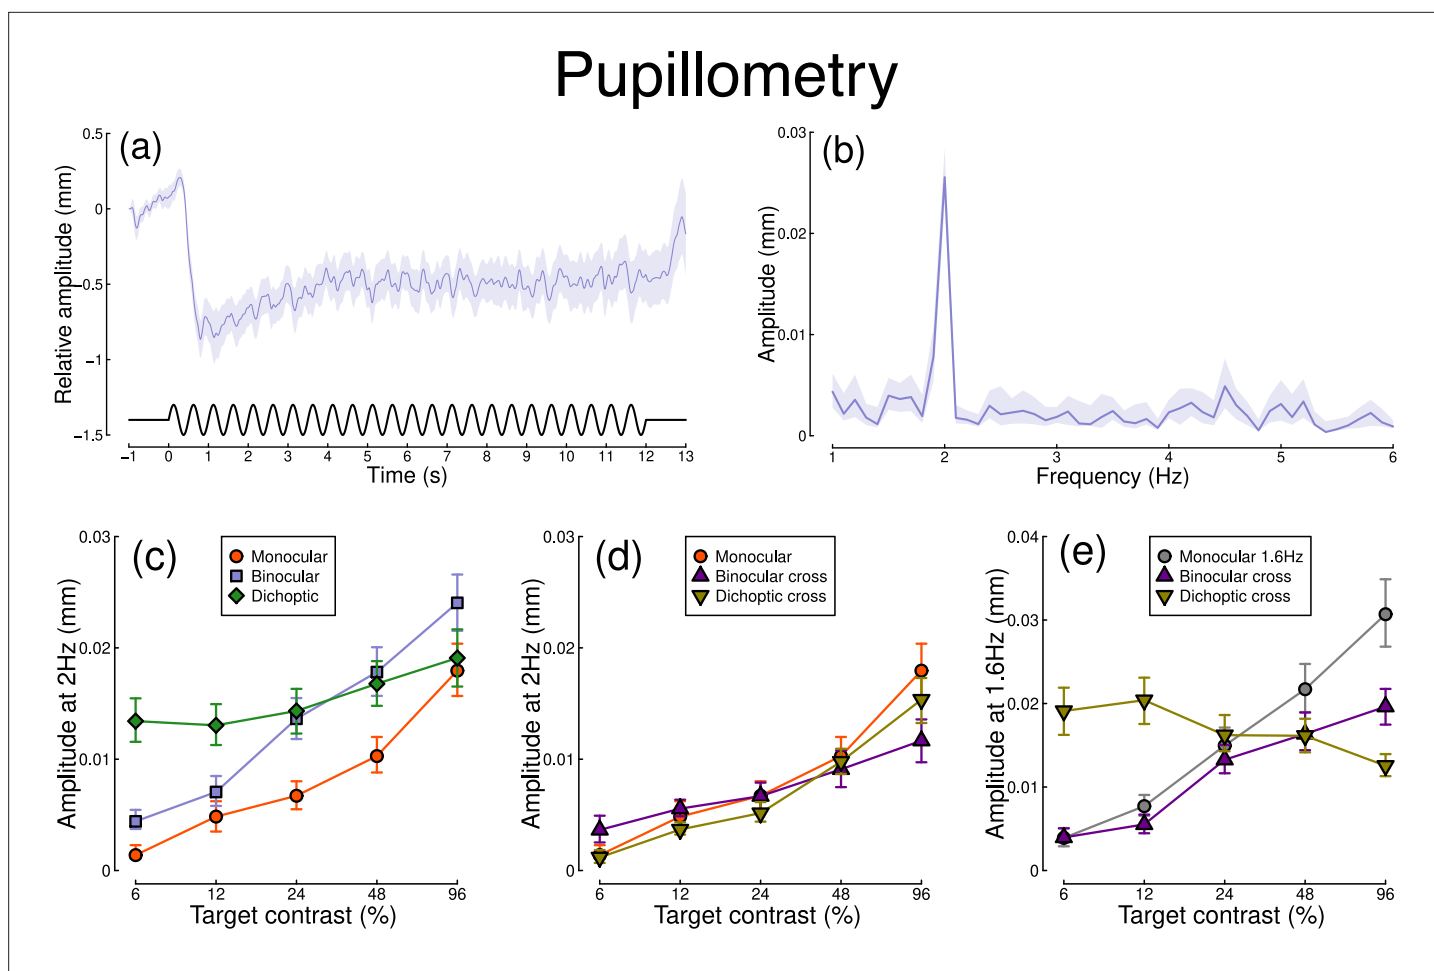 Pupillometry
(a)
Relative amplitude (mm)
0.5
0
−0.5
−1
−1.5
−1 0 1 2 3 4 5 6 7 8 9 10 11 12 13
Time (s)
(b)
Amplitude (mm)
0.03
0.02
0.01
0
1 2 3 4 5 6
Frequency (Hz)
(c)
Monocular
Binocular
Dichoptic
Amplitude at 2Hz (mm)
0.03
0.02
0.01
0
6 12 24 48 96
Target contrast (%)
(d)
Monocular
Binocular cross
Dichoptic cross
Amplitude at 2Hz (mm)
0.03
0.02
0.01
0
6 12 24 48 96
Target contrast (%)
(e)
Monocular 1.6Hz
Binocular cross
Dichoptic cross
Amplitude at 1.6Hz (mm)
0.04
0.03
0.02
0.01
0
6 12 24 48 96
Target contrast (%)